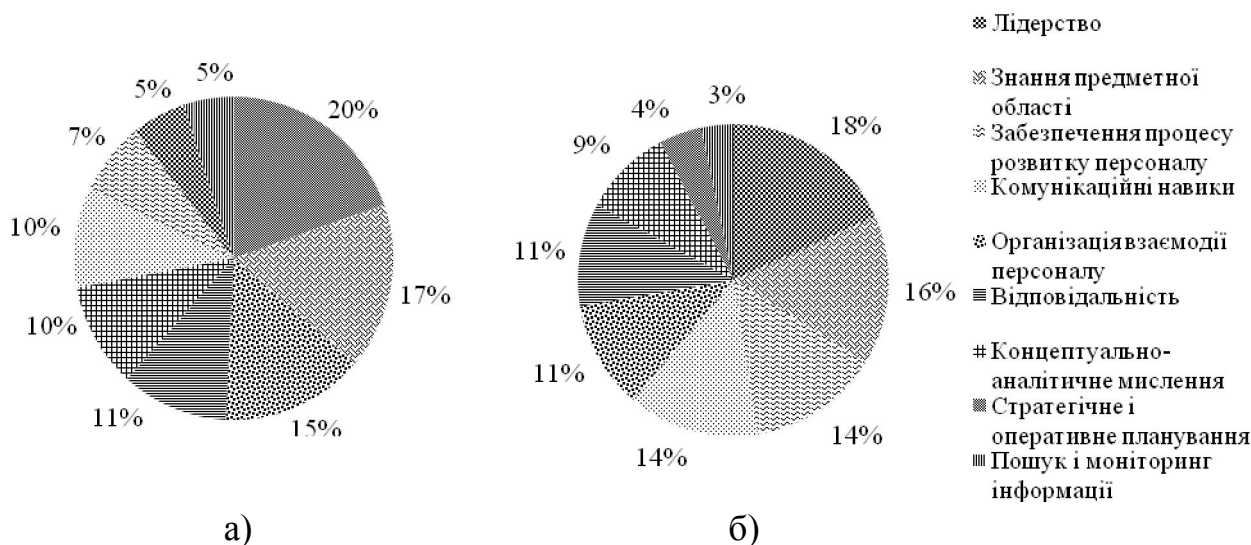 5%
5%
20%
7%
10%
17%
10%
11%
15%
а)
4%
3%
18%
9%
11%
16%
11%
14%
14%
б)
Лідерство
Знання предметної
області
Забезпечення процесу
розвитку персоналу
Комунікаційні навики
Організація взаємодії
персоналу
Відповідальність
Концептуально-
аналітичне мислення
Стратегічне і
оперативне планування
Пошук і моніторинг
інформації